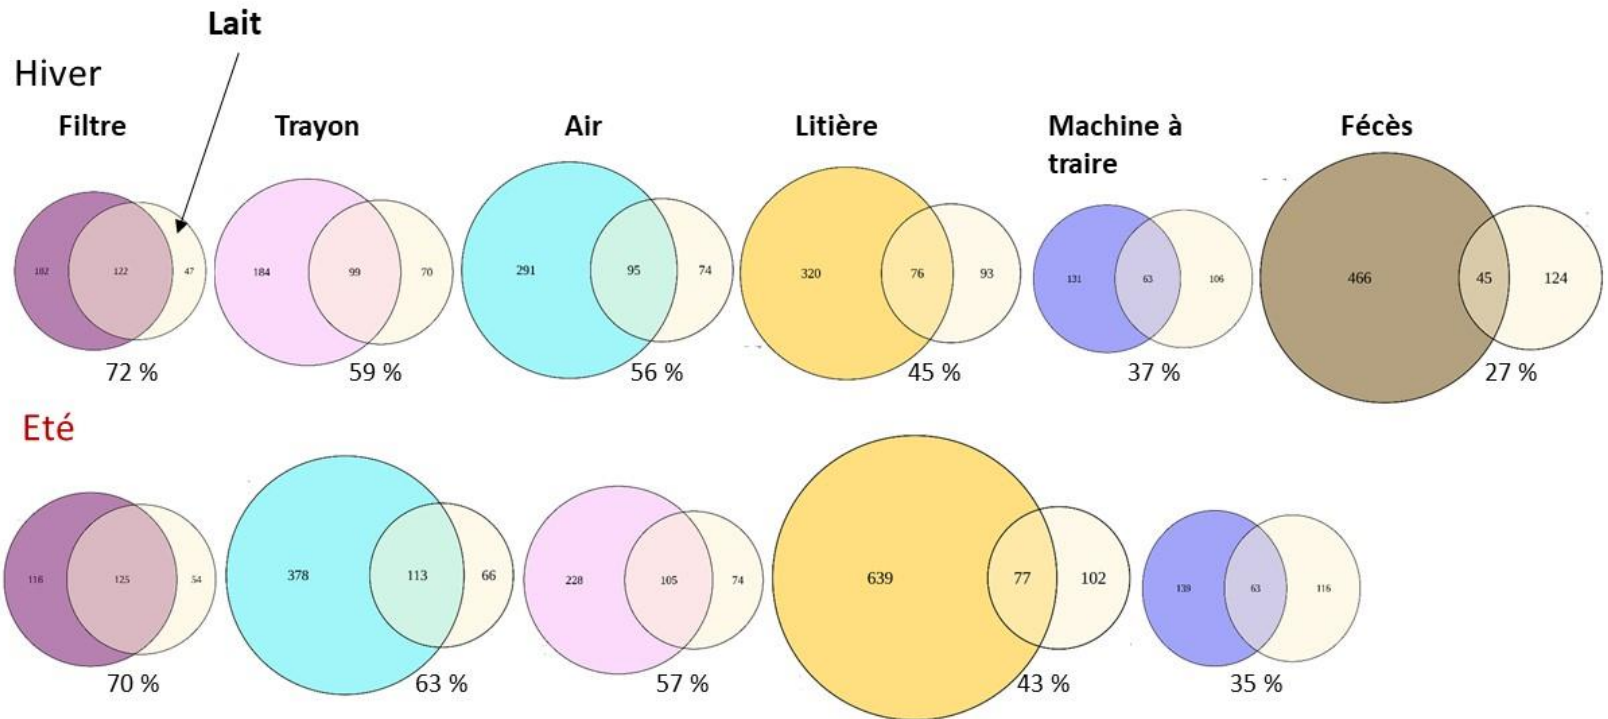 Lait
Hiver
Filtre
Trayon
Air
Litière
Machine à
traire
Fécès
102 122 47
184 99 70
291 95 74
320 76 93
131 63 106
466 45 124
72 %
59 %
56 %
45 %
37 %
27 %
Eté
116 125 54
378 113 66
228 105 74
639 77 102
139 63 116
70 %
63 %
57 %
43 %
35 %